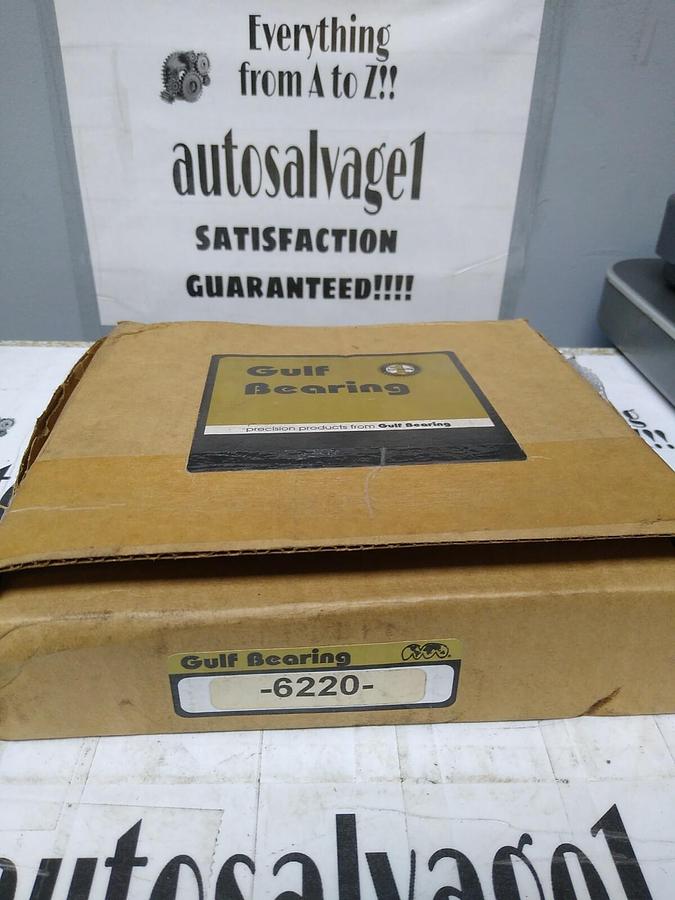 Everything
from A to Z!!
autosalvage1
SATISFACTION
GUARANTEED!!!!
Gulf
Bearing
precision products from Gulf Bearing
!!
Gulf Bearing
-6220-
autosalvage1